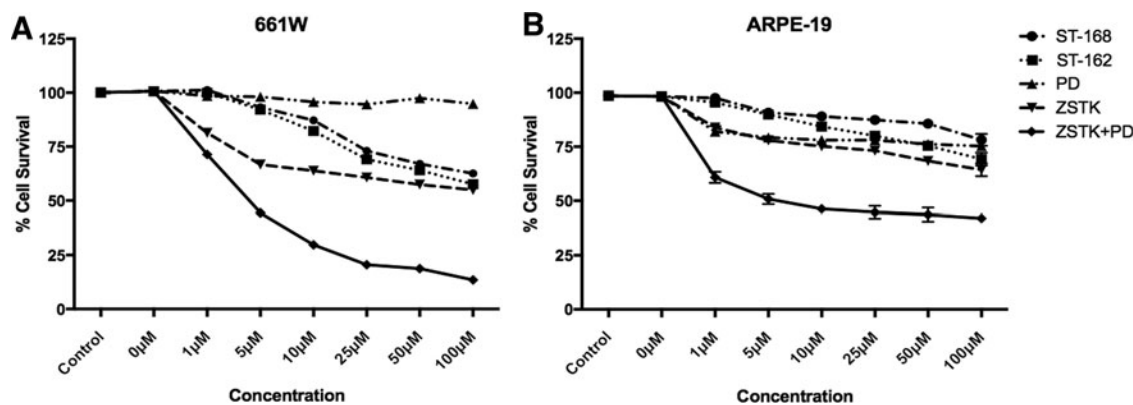 A
661W
125
100
75
50
25
0
% Cell Survival
Control
0μM
1μM
5μM
10μM
25μM
50μM
100μM
Concentration
B
ARPE-19
125
100
75
50
25
0
% Cell Survival
Control
0μM
1μM
5μM
10μM
25μM
50μM
100μM
Concentration
ST-168
ST-162
PD
ZSTK
ZSTK+PD